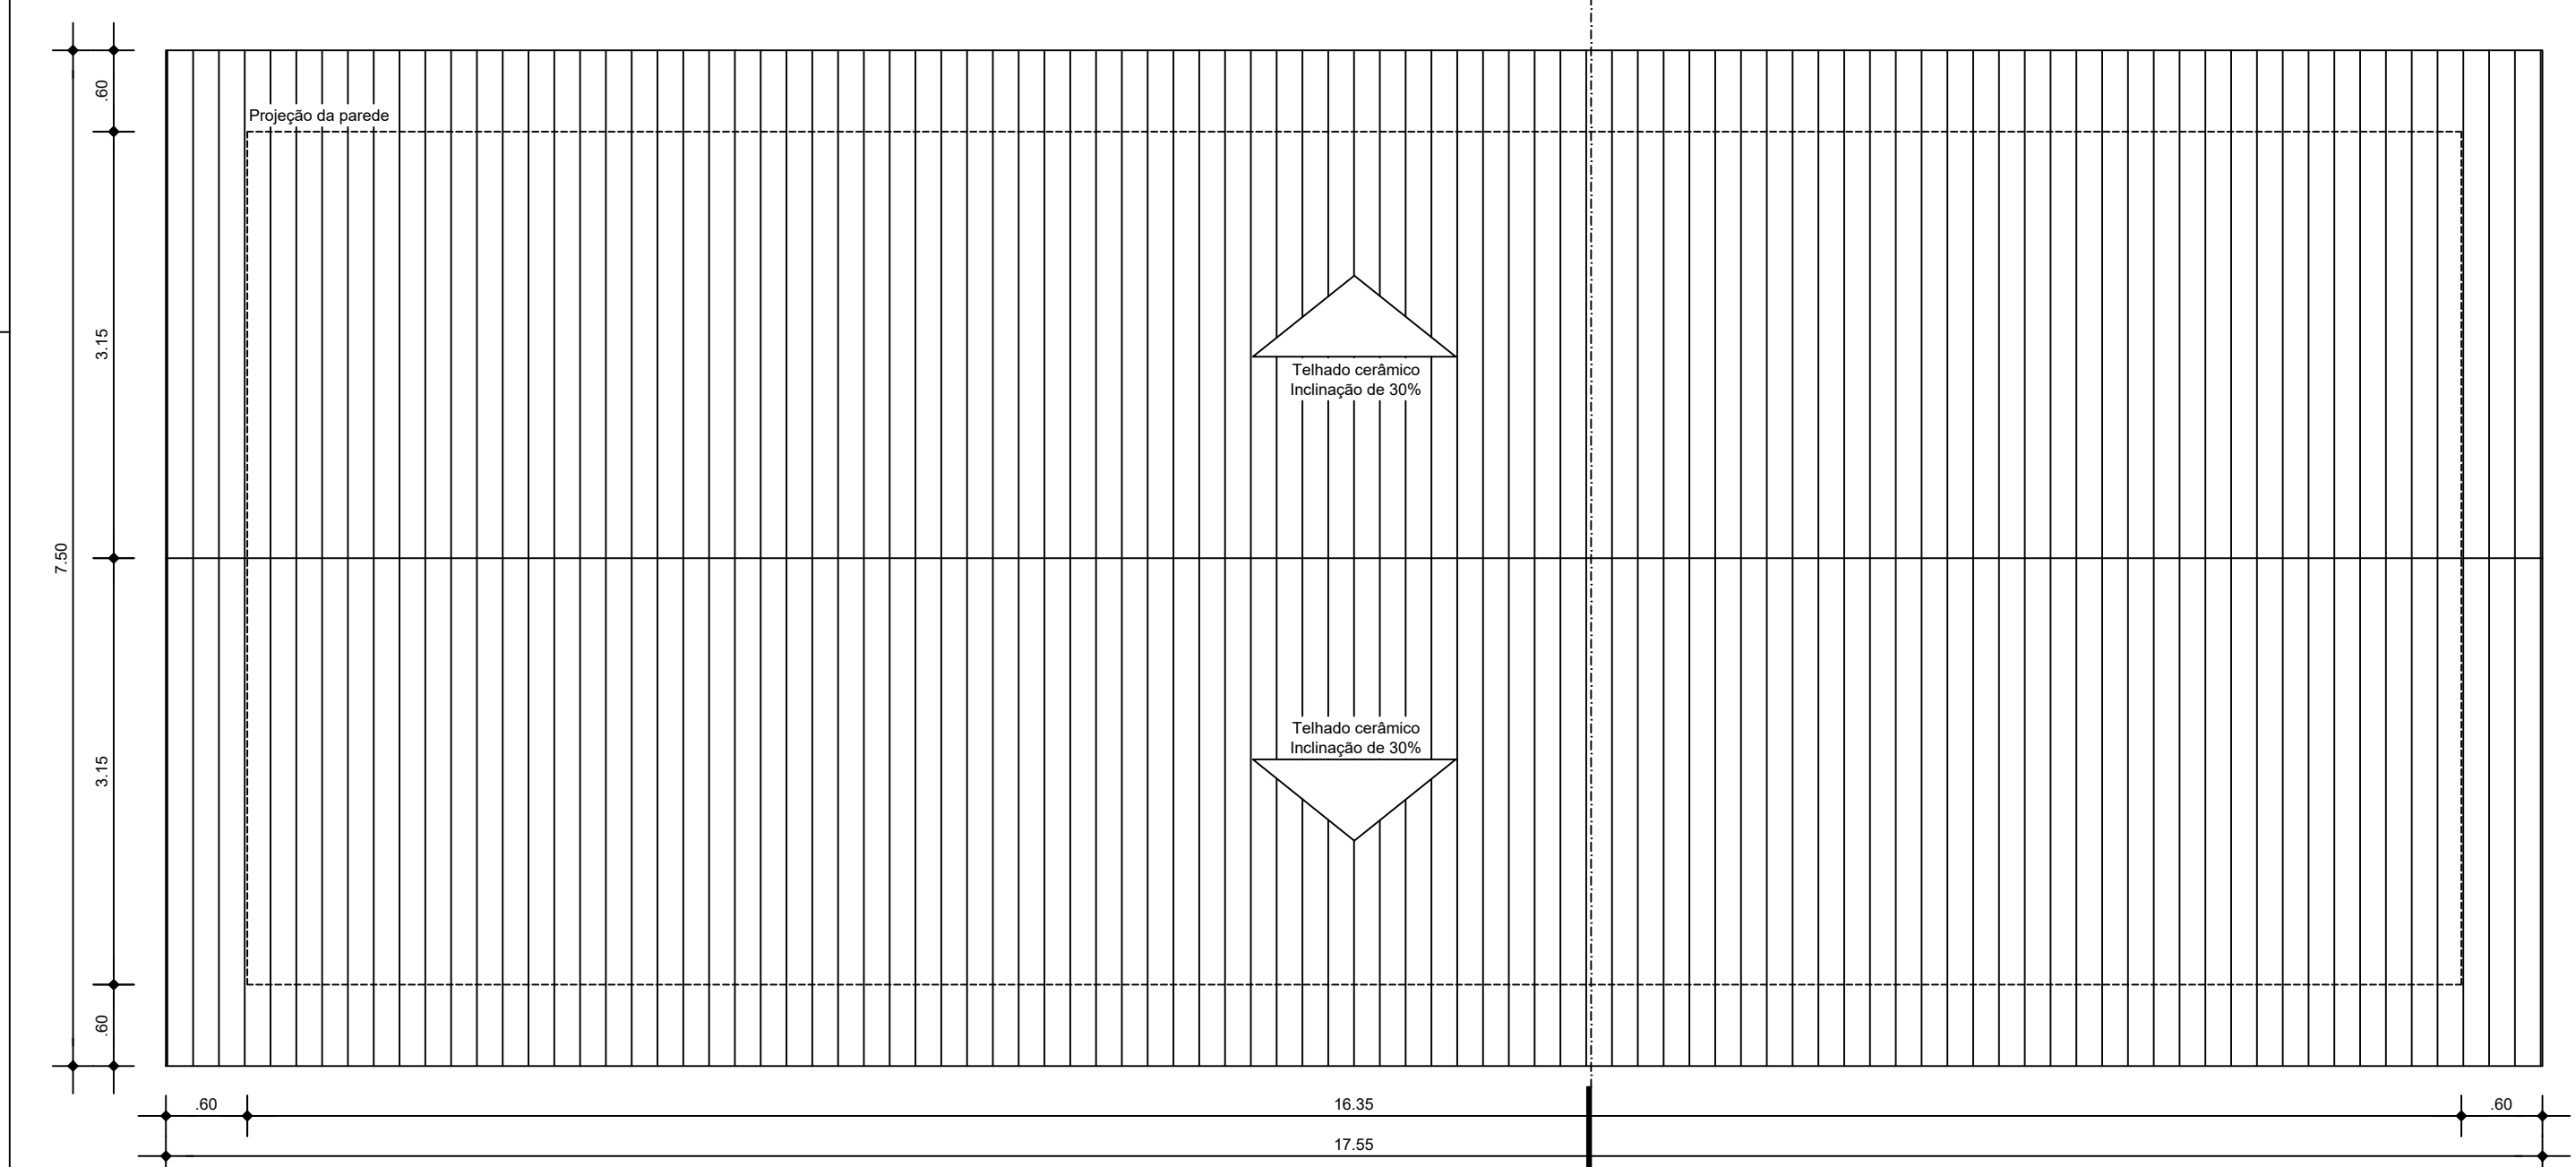 .60
Projeção da parede
3.15
Telhado cerâmico
Inclinação de 30%
7.50
Telhado cerâmico
Inclinação de 30%
3.15
.60
.60
16.35
.60
17.55